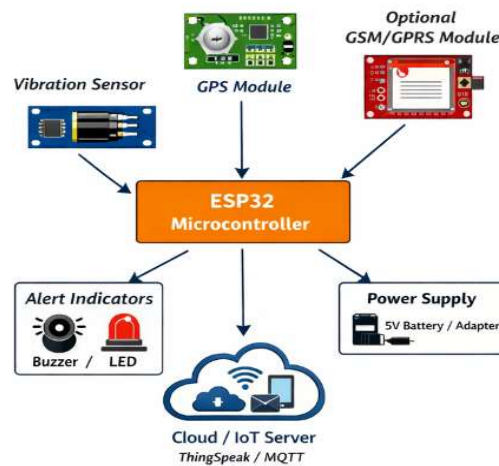 Optional
GSM/GPRS Module
GPS Module
Vibration Sensor
ESP32
Microcontroller
Alert Indicators
Buzzer / LED
Power Supply
5V Battery / Adapter
Cloud / IoT Server
ThingSpeak / MQTT